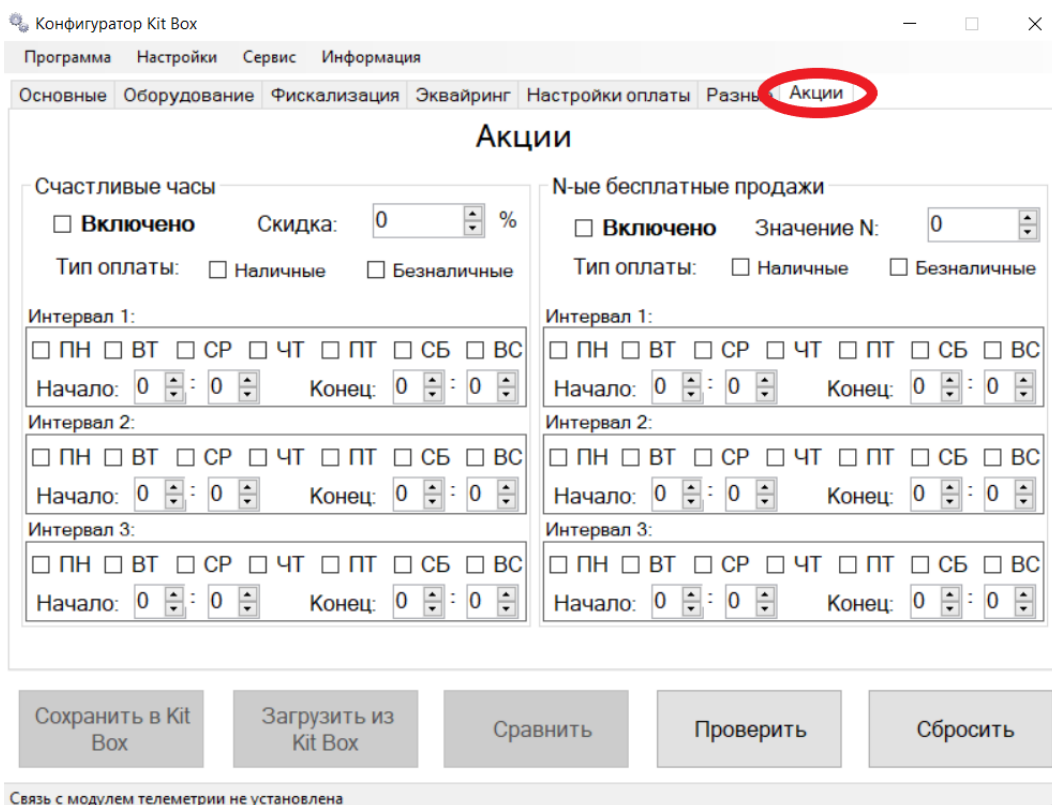 Конфигуратор Kit Box
Программа Настройки Сервис Информация
Основные Оборудование Фискализация Эквайринг Настройки оплаты Разные Акции
Акции
Счастливые часы
Включено Скидка: 0 %
Тип оплаты: Наличные Безналичные
Интервал 1:
ПН ВТ СР ЧТ ПТ СБ ВС
Начало: 0 : 0 Конец: 0 : 0
Интервал 2:
ПН ВТ СР ЧТ ПТ СБ ВС
Начало: 0 : 0 Конец: 0 : 0
Интервал 3:
ПН ВТ СР ЧТ ПТ СБ ВС
Начало: 0 : 0 Конец: 0 : 0
N-ые бесплатные продажи
Включено Значение N: 0
Тип оплаты: Наличные Безналичные
Интервал 1:
ПН ВТ СР ЧТ ПТ СБ ВС
Начало: 0 : 0 Конец: 0 : 0
Интервал 2:
ПН ВТ СР ЧТ ПТ СБ ВС
Начало: 0 : 0 Конец: 0 : 0
Интервал 3:
ПН ВТ СР ЧТ ПТ СБ ВС
Начало: 0 : 0 Конец: 0 : 0
Сохранить в Kit
Box
Загрузить из
Kit Box
Сравнить
Проверить
Сбросить
Связь с модулем телеметрии не установлена